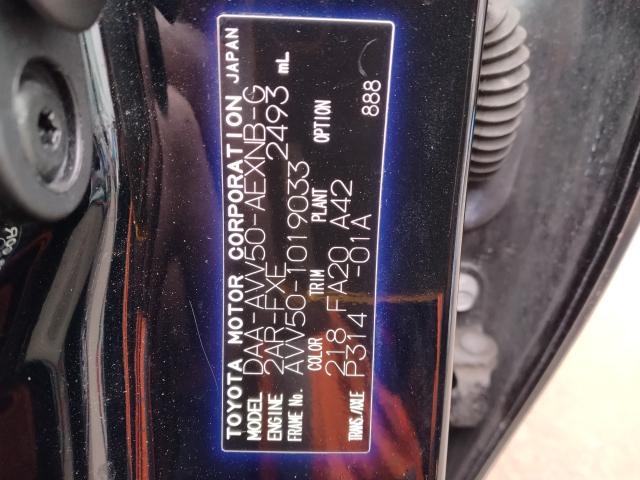 TOYOTA MOTOR CORPORATION JAPAN
MODEL DAA-AVV50-AEXNB-G
ENGINE 2AR-FXE 2493 mL
FRAME No. AVV50-1019033
COLOR TRIM PLANT OPTION
218 FA20 A42 888
TRANS/AXLE P314 -01A